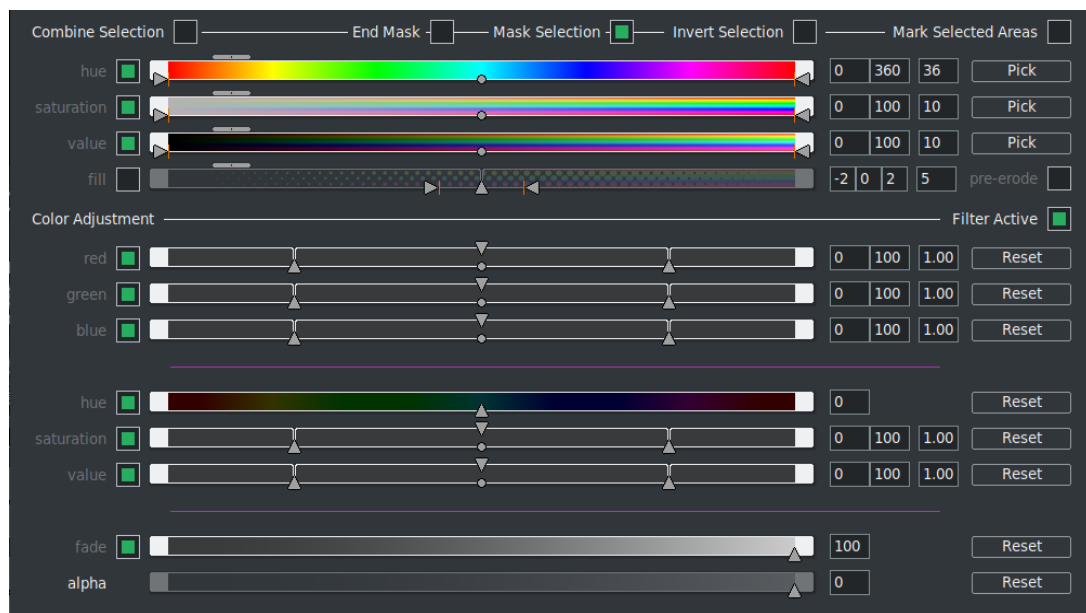 Combine Selection End Mask Mask Selection Invert Selection Mark Selected Areas
hue 0 360 36 Pick
saturation 0 100 10 Pick
value 0 100 10 Pick
fill -2 0 2 5 pre-erode
Color Adjustment Filter Active
red 0 100 1.00 Reset
green 0 100 1.00 Reset
blue 0 100 1.00 Reset
hue 0 Reset
saturation 0 100 1.00 Reset
value 0 100 1.00 Reset
fade 100 Reset
alpha 0 Reset